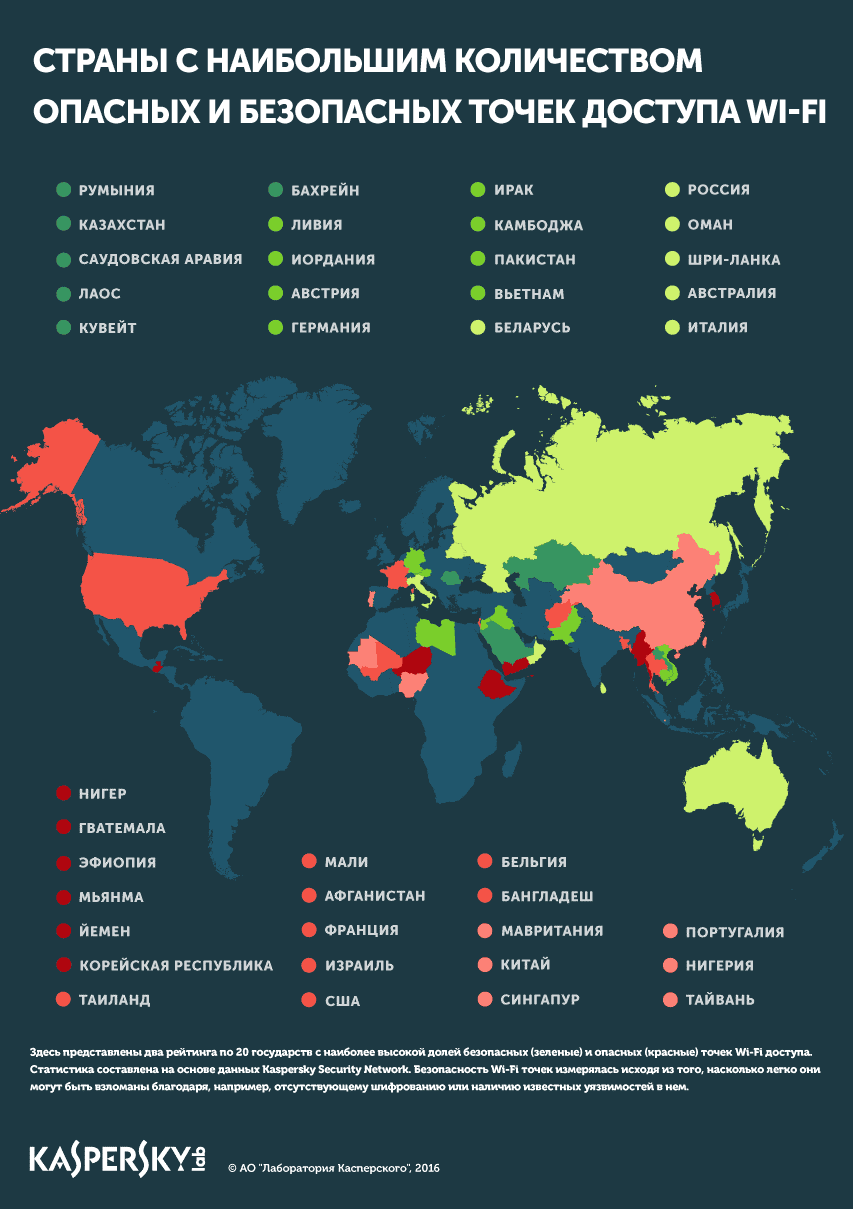 СТРАНЫ С НАИБОЛЬШИМ КОЛИЧЕСТВОМ
ОПАСНЫХ И БЕЗОПАСНЫХ ТОЧЕК ДОСТУПА WI-FI
РУМЫНИЯ
КАЗАХСТАН
САУДОВСКАЯ АРАВИЯ
ЛАОС
КУВЕЙТ
БАХРЕЙН
ЛИВИЯ
ИОРДАНИЯ
АВСТРИЯ
ГЕРМАНИЯ
ИРАК
КАМБОДЖА
ПАКИСТАН
ВЬЕТНАМ
БЕЛАРУСЬ
РОССИЯ
ОМАН
ШРИ-ЛАНКА
АВСТРАЛИЯ
ИТАЛИЯ
НИГЕР
ГВАТЕМАЛА
ЭФИОПИЯ
МЬЯНМА
ЙЕМЕН
КОРЕЙСКАЯ РЕСПУБЛИКА
ТАИЛАНД
МАЛИ
АФГАНИСТАН
ФРАНЦИЯ
ИЗРАИЛЬ
США
БЕЛЬГИЯ
БАНГЛАДЕШ
МАВРИТАНИЯ
КИТАЙ
СИНГАПУР
ПОРТУГАЛИЯ
НИГЕРИЯ
ТАЙВАНЬ
Здесь представлены два рейтинга по 20 государств с наиболее высокой долей безопасных (зеленые) и опасных (красные) точек Wi-Fi доступа.
Статистика составлена на основе данных Kaspersky Security Network. Безопасность Wi-Fi точек измерялась исходя из того, насколько легко они
могут быть взломаны благодаря, например, отсутствующему шифрованию или наличию известных уязвимостей в нем.
KASPERSKY lab
© АО "Лаборатория Касперского", 2016